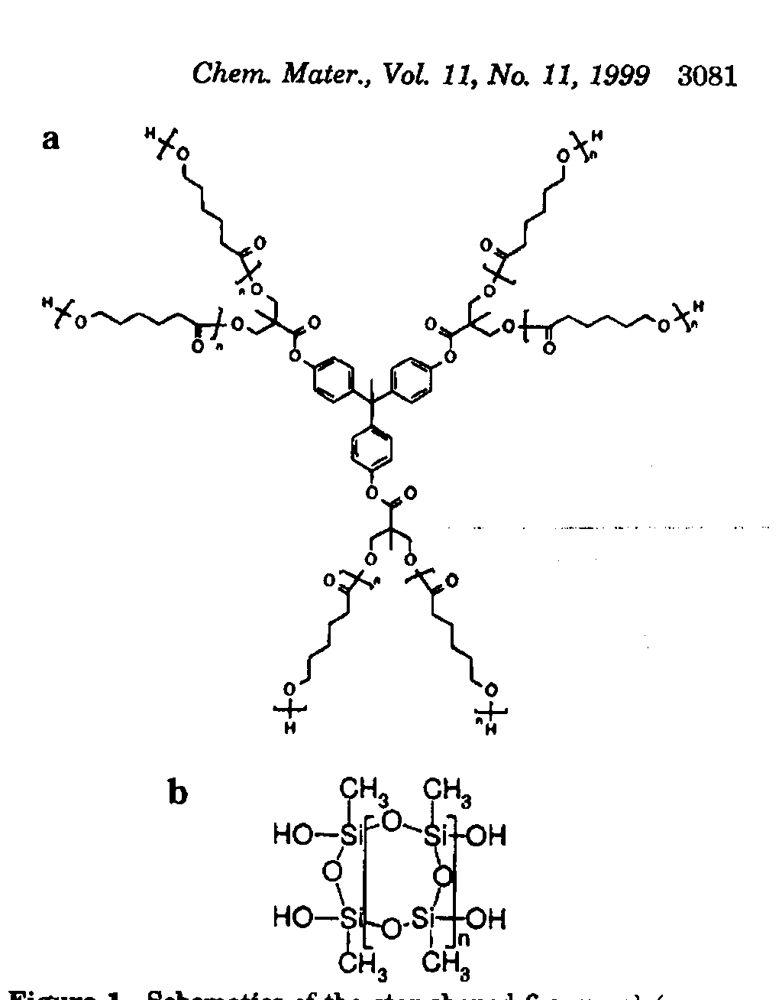 Chem. Mater., Vol. 11, No. 11, 1999 3081
a
H H
O O n
O O
n O O
H O O O O O O H
O n O O O n
O O
O O
O O
O n O
O O
H n H
b
CH3 CH3
HO Si O Si OH
O O
HO Si O Si OH
n
CH3 CH3